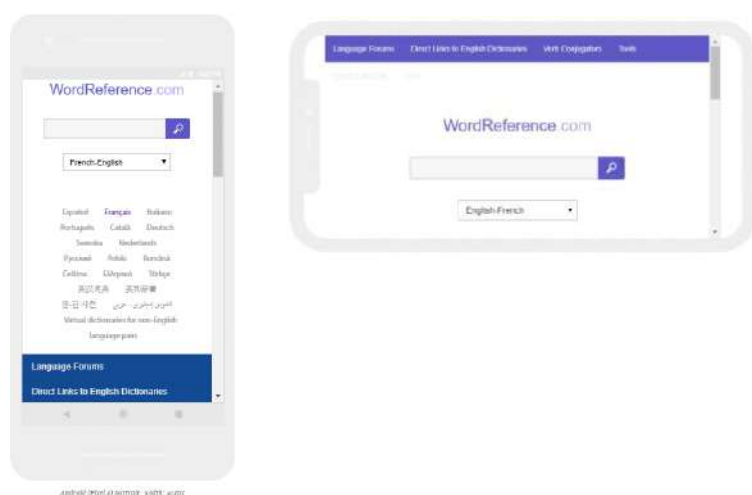 WordReference.com
French-English
Español Français Italiano
Português Català Deutsch
Svenska Nederlands
Русский Polski Română
Čeština Ελληνικά Türkçe
Virtual dictionaries for non-English
language pairs
Language Forums
Direct Links to English Dictionaries
Language Forums Direct Links to English Dictionaries Verb Conjugators Tools
WordReference.com
English-French